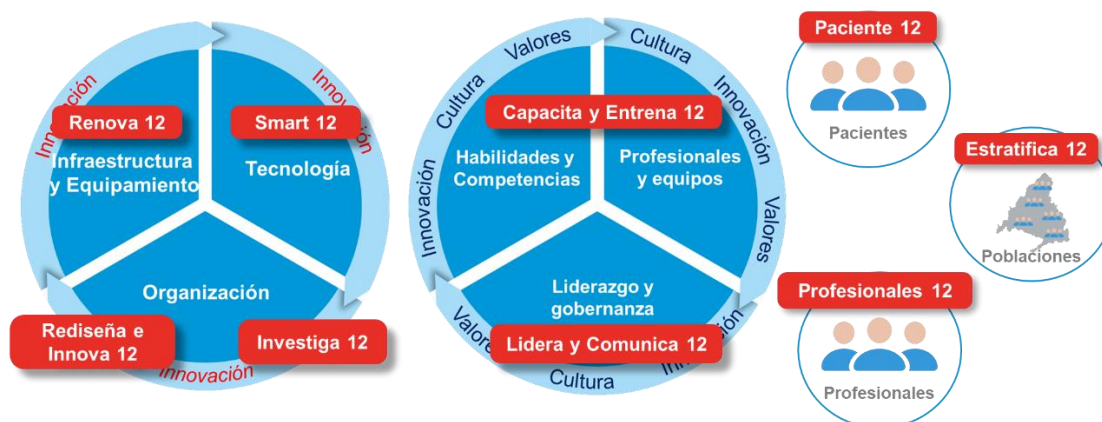 Innovación
Innovación
Renova 12
Smart 12
Infraestructura
y Equipamiento
Tecnología
Organización
Rediseña e
Innova 12
Investiga 12
Innovación
Innovación
Cultura
Valores
Cultura
Innovación
Valores
Capacita y Entrena 12
Habilidades y
Competencias
Profesionales
y equipos
Liderazgo y
gobernanza
Lidera y Comunica 12
Valores
Cultura
Innovación
Paciente 12
Pacientes
Estratifica 12
Poblaciones
Profesionales 12
Profesionales